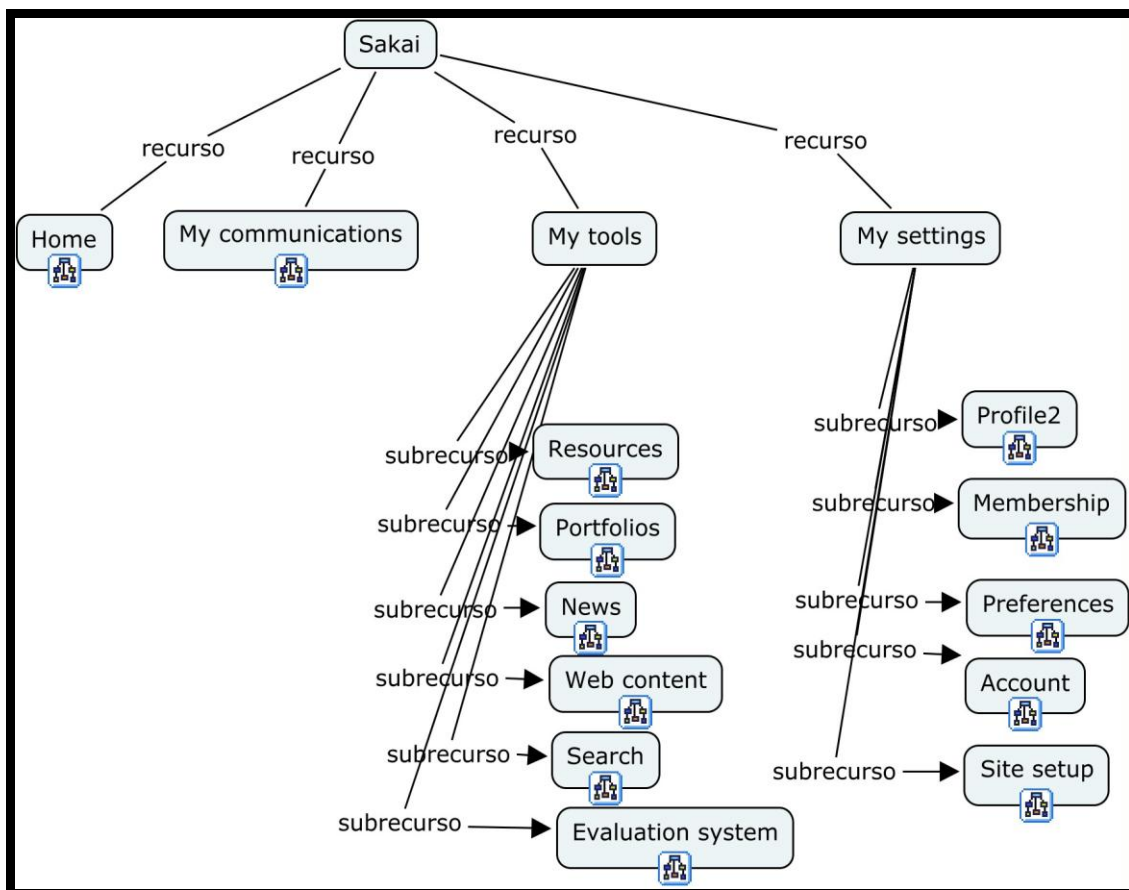 Sakai
recurso
recurso
recurso
recurso
Home
My communications
My tools
My settings
subrecurso
Resources
subrecurso
Portfolios
subrecurso
News
subrecurso
Web content
subrecurso
Search
subrecurso
Evaluation system
subrecurso
Profile2
subrecurso
Membership
subrecurso
Preferences
subrecurso
Account
subrecurso
Site setup